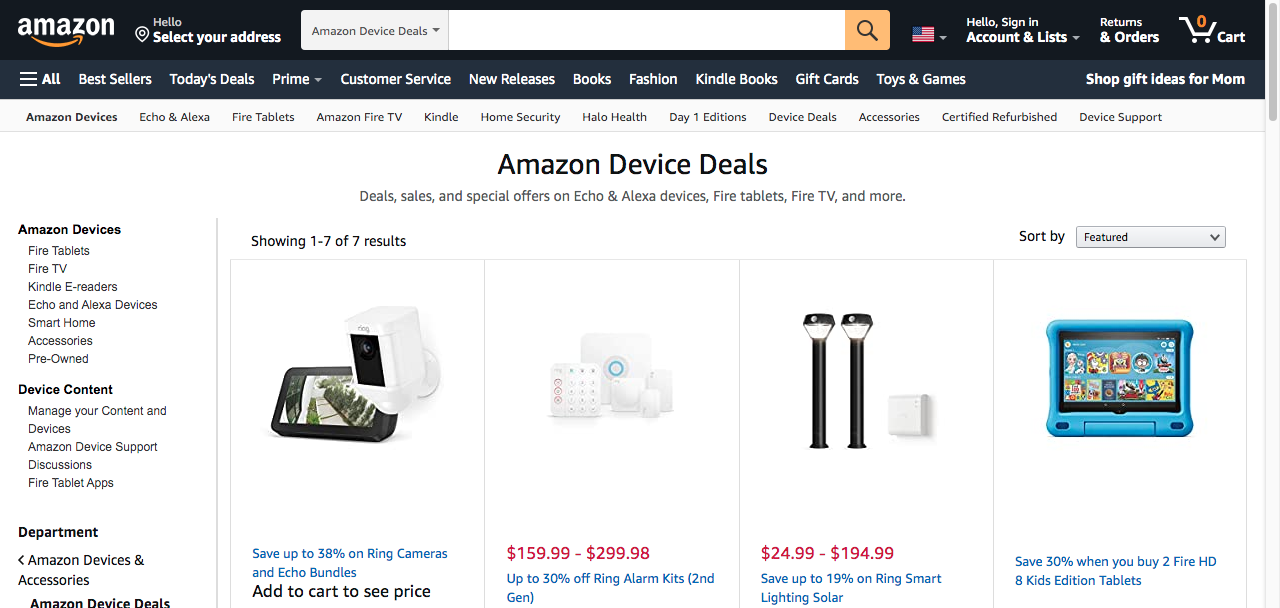 amazon
Hello
Select your address
Amazon Device Deals
Hello, Sign in
Account & Lists
Returns
& Orders
0
Cart
All
Best Sellers
Today's Deals
Prime
Customer Service
New Releases
Books
Fashion
Kindle Books
Gift Cards
Toys & Games
Shop gift ideas for Mom
Amazon Devices
Echo & Alexa
Fire Tablets
Amazon Fire TV
Kindle
Home Security
Halo Health
Day 1 Editions
Device Deals
Accessories
Certified Refurbished
Device Support
Amazon Device Deals
Deals, sales, and special offers on Echo & Alexa devices, Fire tablets, Fire TV, and more.
Amazon Devices
Fire Tablets
Fire TV
Kindle E-readers
Echo and Alexa Devices
Smart Home
Accessories
Pre-Owned
Device Content
Manage your Content and
Devices
Amazon Device Support
Discussions
Fire Tablet Apps
Department
Amazon Devices &
Accessories
Amazon Device Deals
Showing 1-7 of 7 results
Sort by
Featured
ring
Save up to 38% on Ring Cameras
and Echo Bundles
Add to cart to see price
$159.99 - $299.98
Up to 30% off Ring Alarm Kits (2nd
Gen)
$24.99 - $194.99
Save up to 19% on Ring Smart
Lighting Solar
Save 30% when you buy 2 Fire HD
8 Kids Edition Tablets